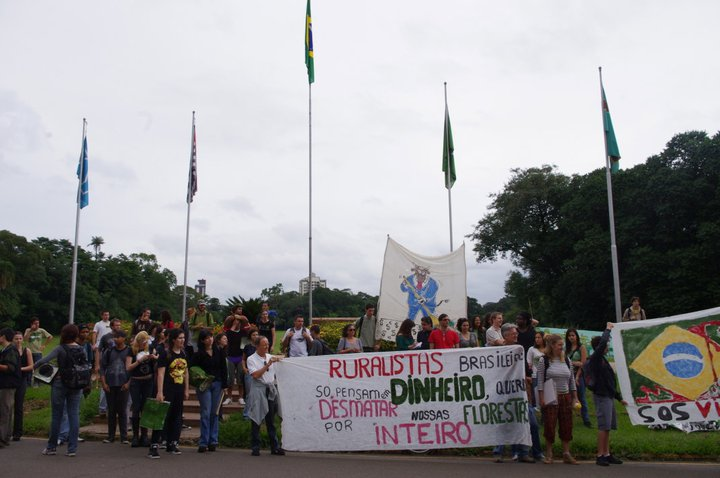 RURALISTAS BRASILEIROS
SÓ PENSAM EM DINHEIRO, QUEREM
DESMATAR NOSSAS FLORESTAS
POR INTEIRO
SOS